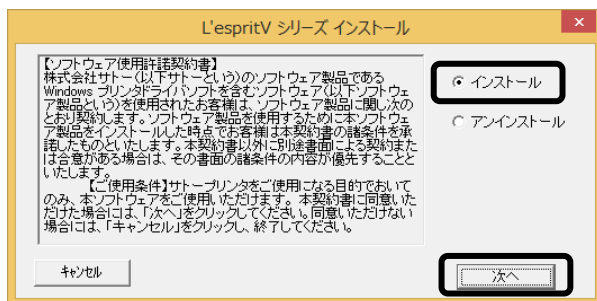 L'espritV シリーズ インストール
×
【ソフトウェア使用許諾契約書】
株式会社サトー(以下サトーという)のソフトウェア製品である
Windows プリンタドライバソフトを含むソフトウェア(以下ソフトウェ
ア製品という)を使用されたお客様は、ソフトウェア製品に関し次の
とおり契約します。ソフトウェア製品を使用するために本ソフトウェ
ア製品をインストールした時点でお客様は本契約書の諸条件を承
諾したものといたします。本契約書以外に別途書面による契約また
は合意がある場合は、その書面の諸条件の内容が優先することと
いたします。
【ご使用条件】サトープリンタをご使用になる目的でおいて
のみ、本ソフトウェアをご使用いただけます。本契約書に同意いた
だけた場合には、「次へ」をクリックしてください。同意いただけない
場合には、「キャンセル」をクリックし、終了してください。
インストール
アンインストール
キャンセル
次へ